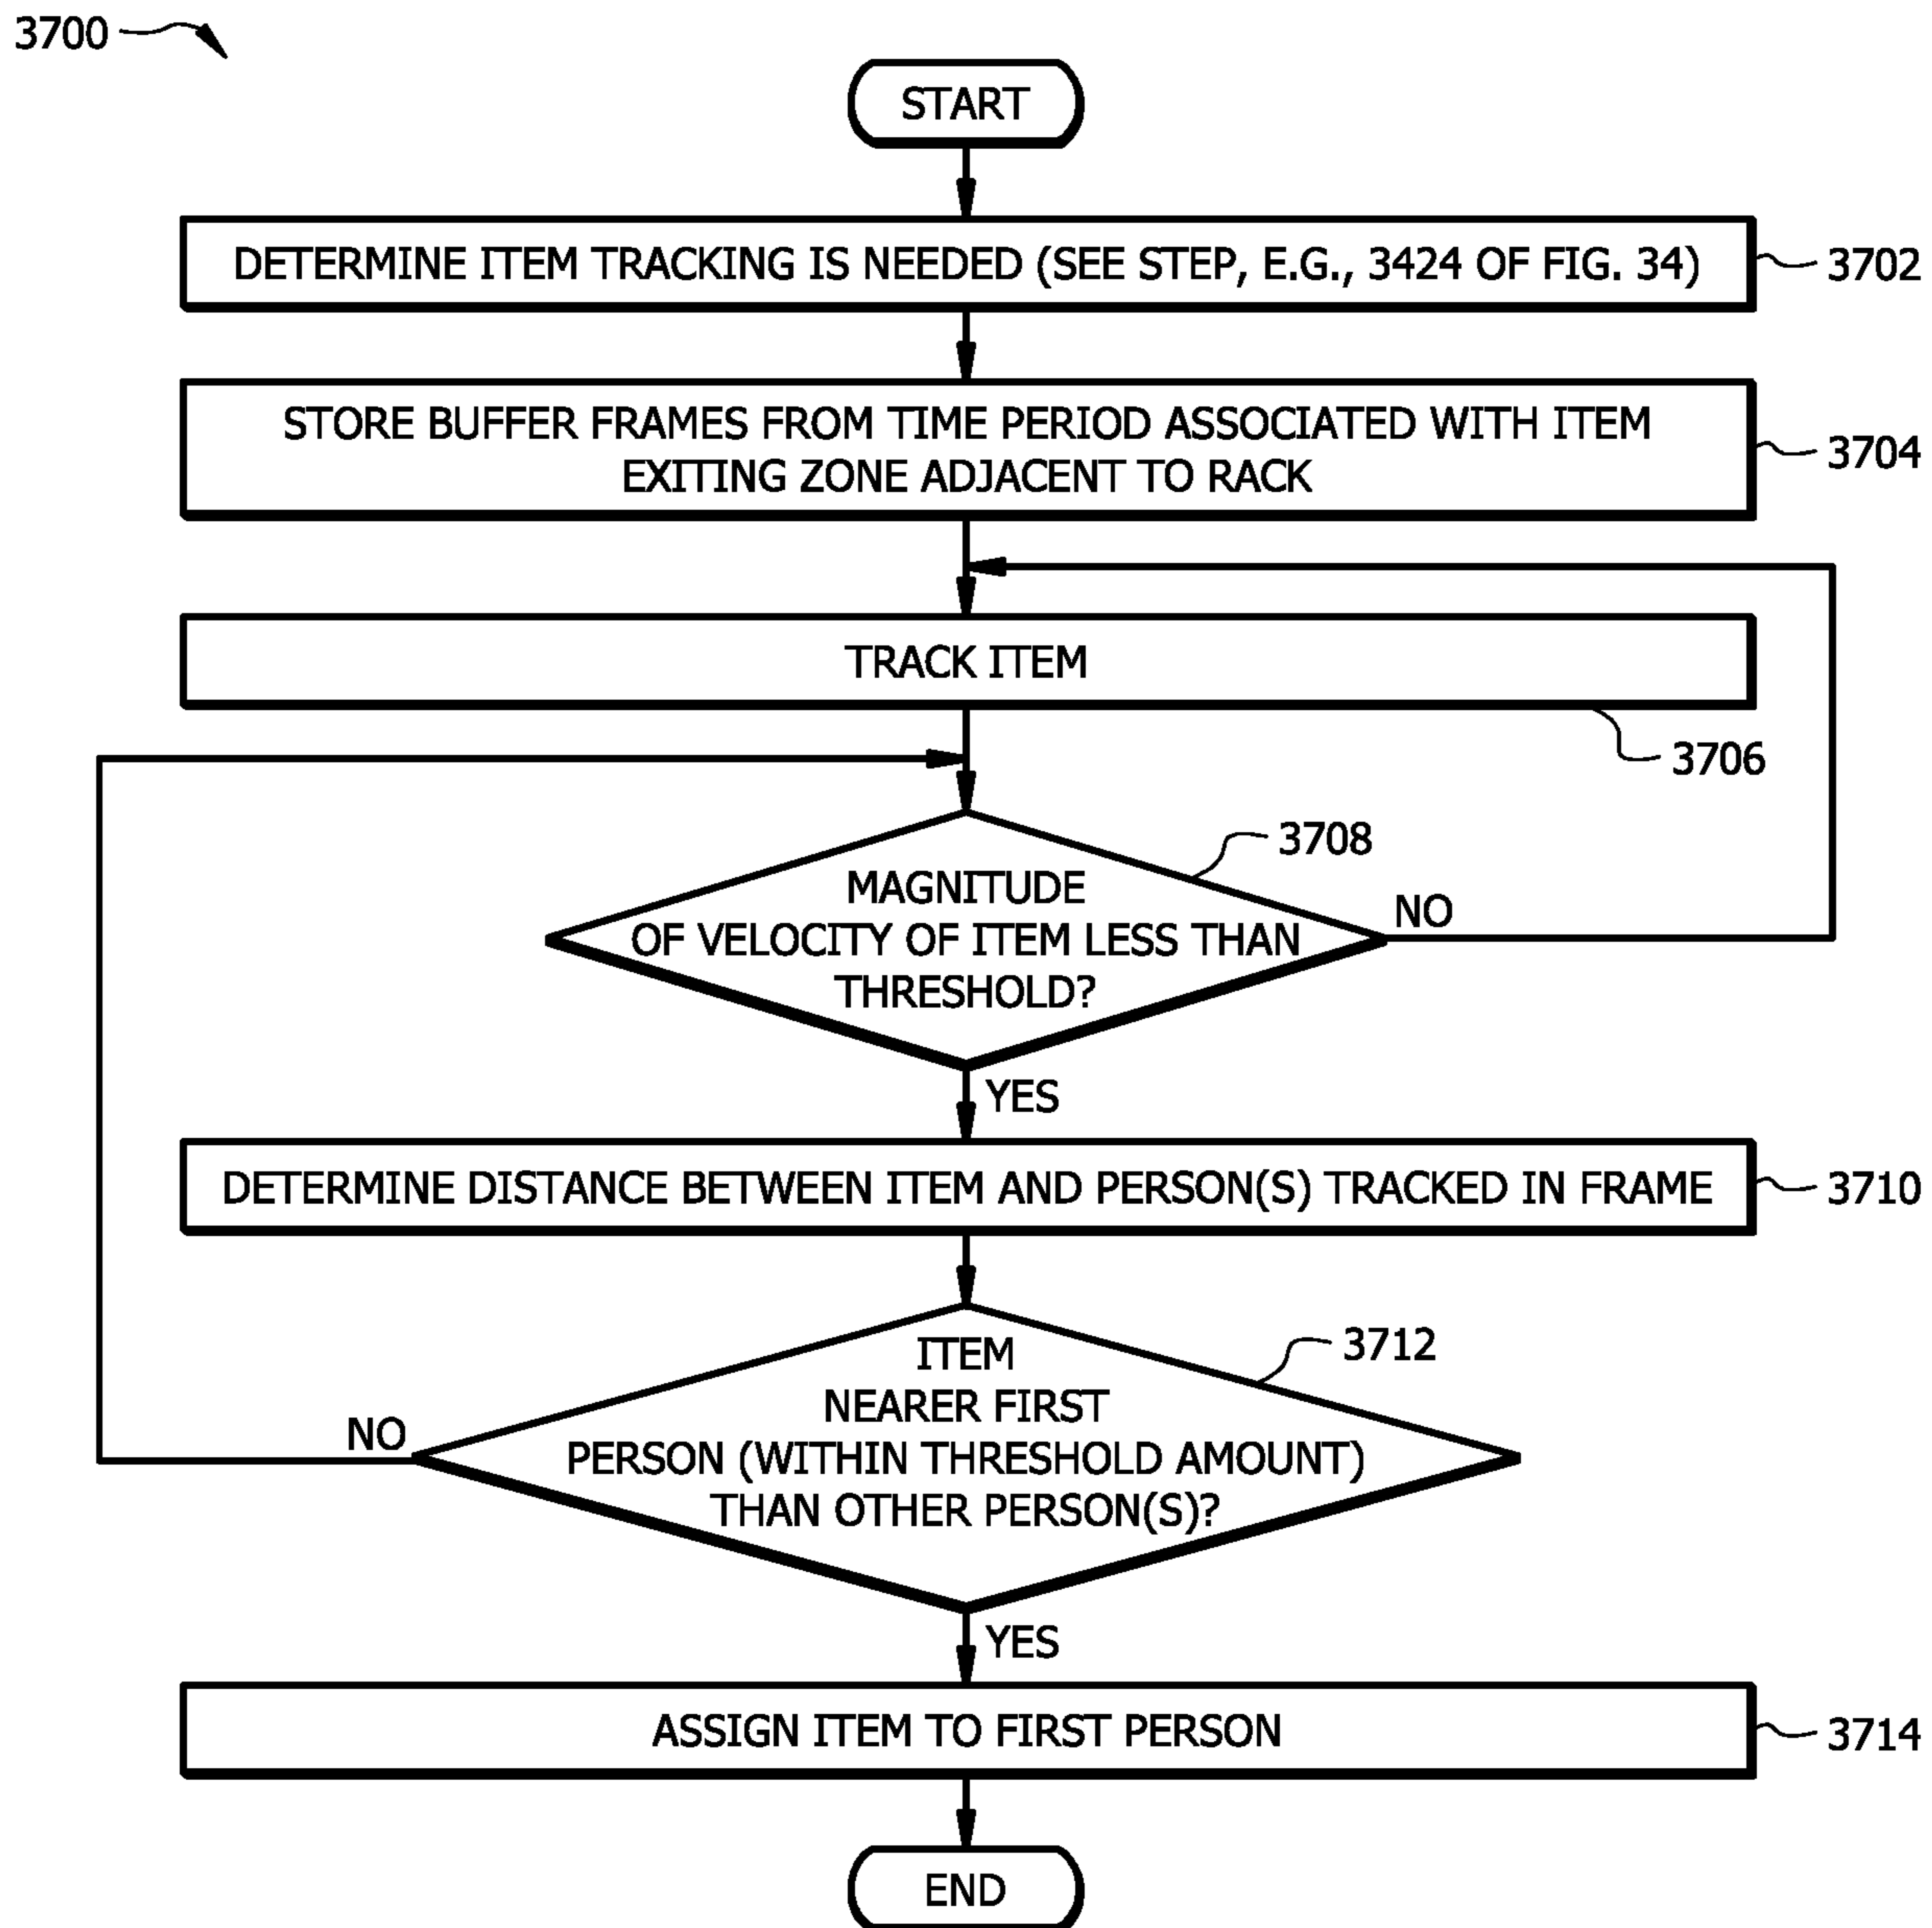 3700
START
DETERMINE ITEM TRACKING IS NEEDED (SEE STEP, E.G., 3424 OF FIG. 34)
3702
STORE BUFFER FRAMES FROM TIME PERIOD ASSOCIATED WITH ITEM
EXITING ZONE ADJACENT TO RACK
3704
TRACK ITEM
3706
3708
MAGNITUDE
OF VELOCITY OF ITEM LESS THAN
THRESHOLD?
NO
YES
DETERMINE DISTANCE BETWEEN ITEM AND PERSON(S) TRACKED IN FRAME
3710
3712
ITEM
NEARER FIRST
PERSON (WITHIN THRESHOLD AMOUNT)
THAN OTHER PERSON(S)?
NO
YES
ASSIGN ITEM TO FIRST PERSON
3714
END